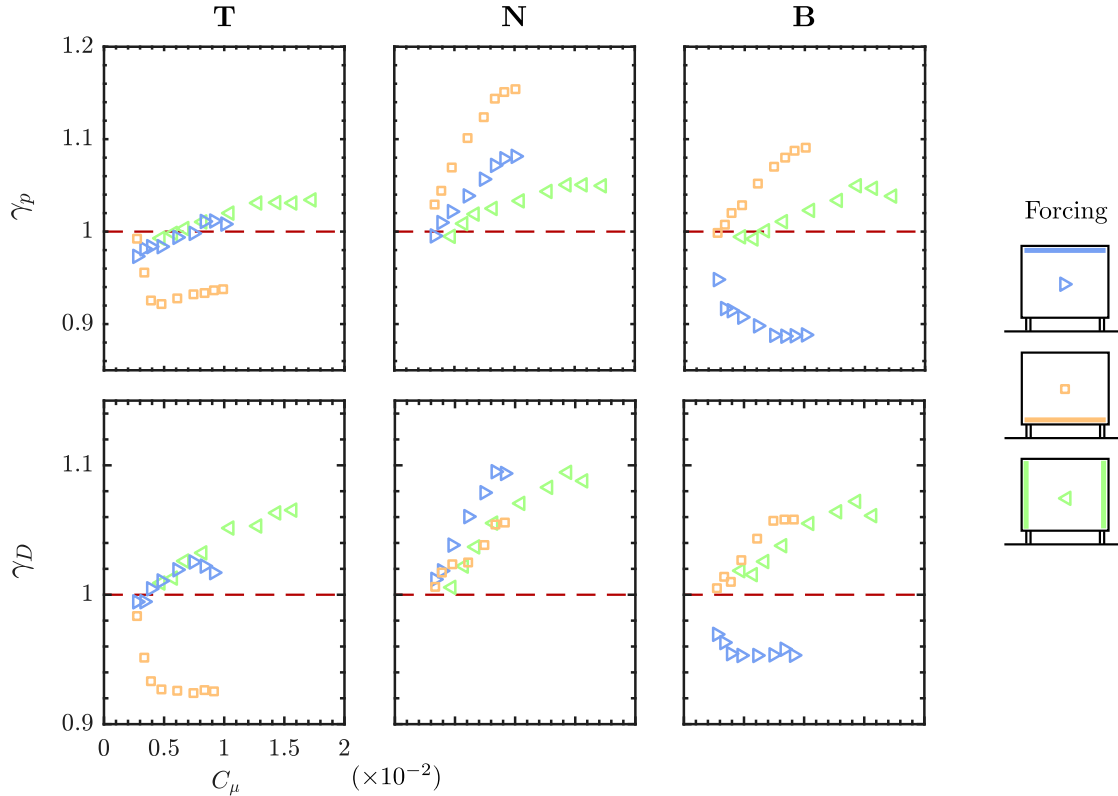 T N B
1.2
1.1
γp
1
0.9
Forcing
1.1
γD
1
0.9
0 0.5 1 1.5 2
Cμ (×10⁻²)